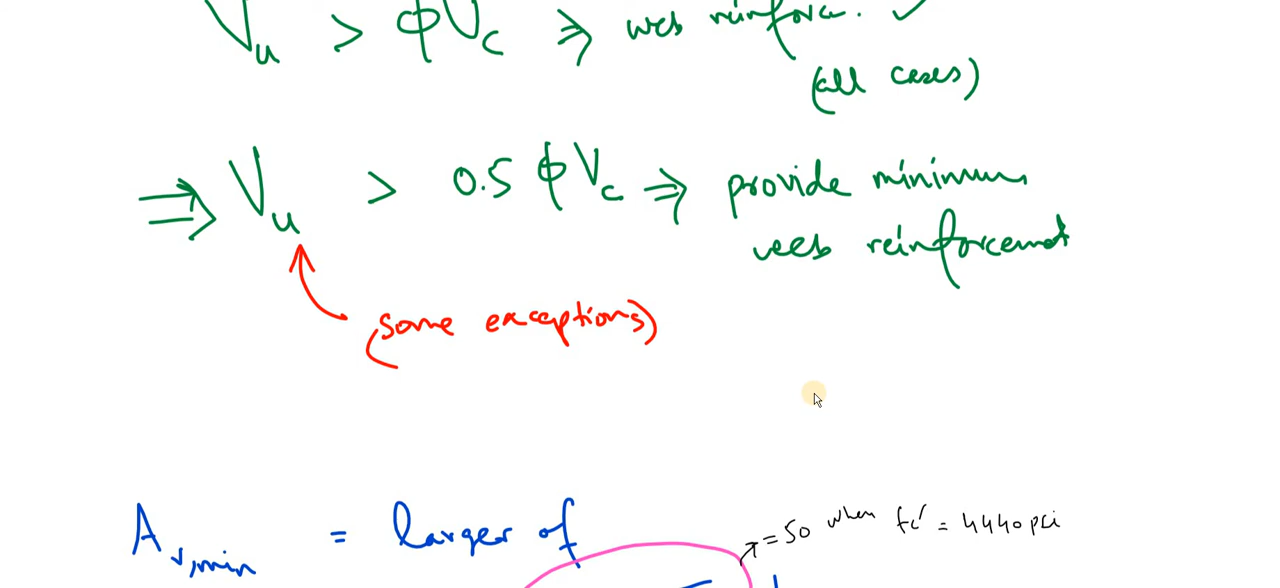 Vu > φVc ⇒ web reinforce. ✓
(all cases)
⇒ Vu > 0.5 φVc ⇒ provide minimum
web reinforcement
(some exceptions)
= 50 when fc' = 4440 psi
Av,min = larger of